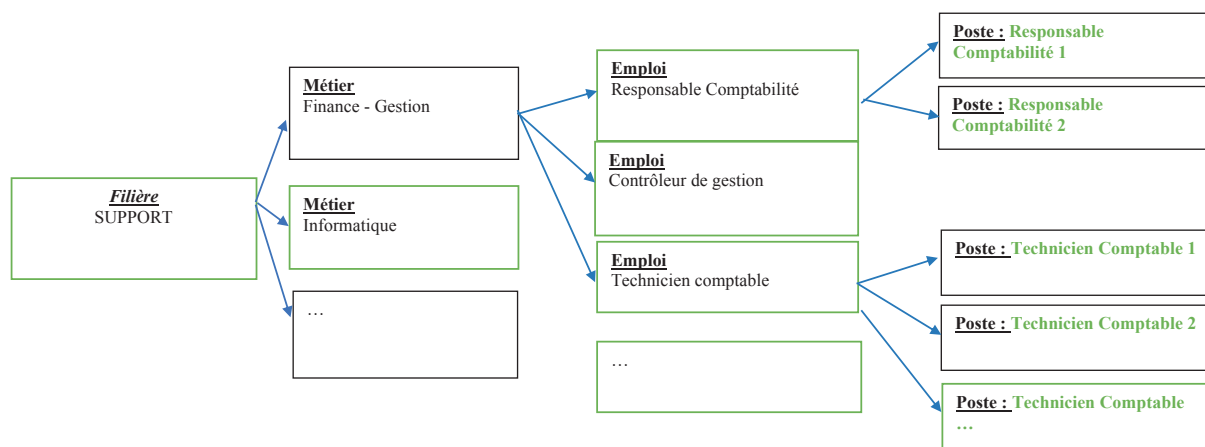 Filière
SUPPORT
Métier
Finance - Gestion
Métier
Informatique
…
Emploi
Responsable Comptabilité
Emploi
Contrôleur de gestion
Emploi
Technicien comptable
…
Poste : Responsable
Comptabilité 1
Poste : Responsable
Comptabilité 2
Poste : Technicien Comptable 1
Poste : Technicien Comptable 2
Poste : Technicien Comptable
…